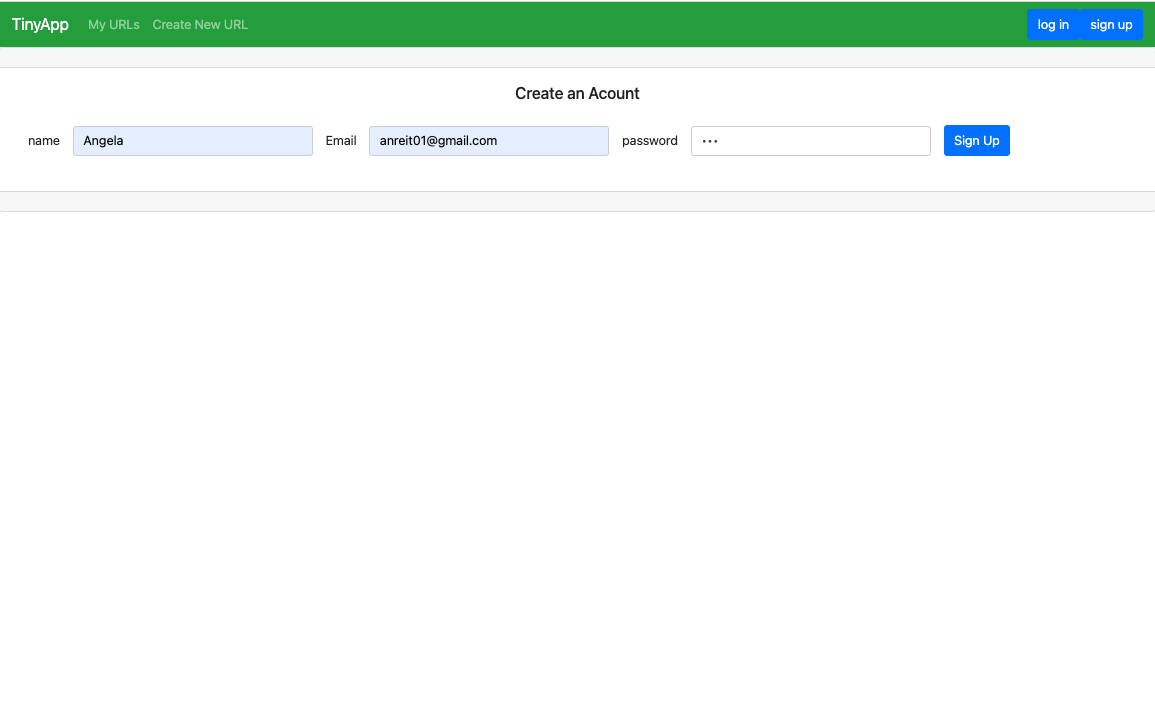 TinyApp My URLs Create New URL log in sign up
Create an Acount
name Angela Email anreit01@gmail.com password ••• Sign Up